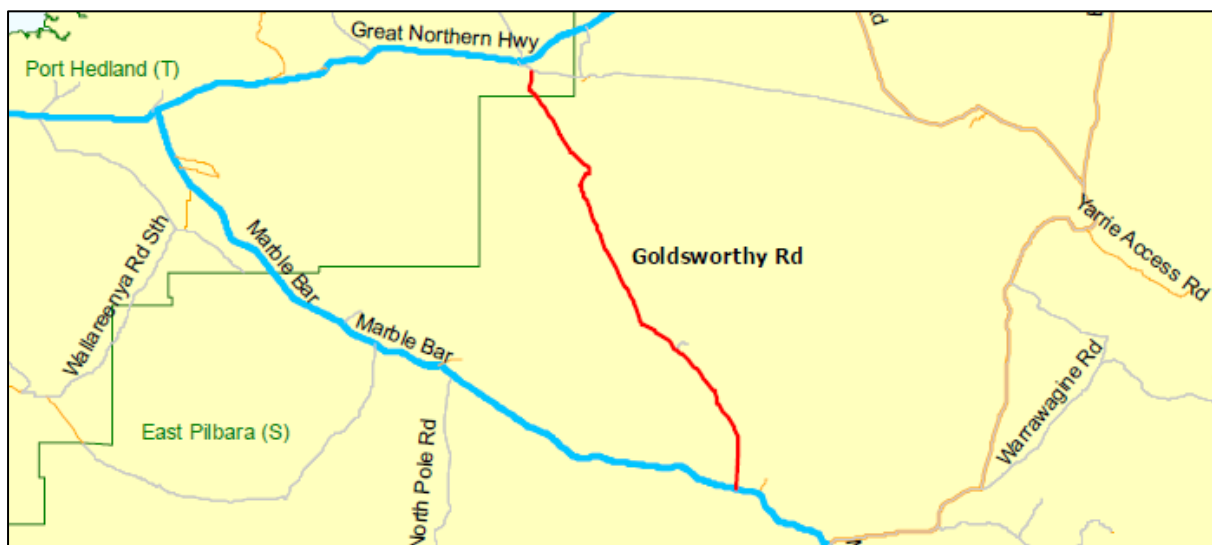 Great Northern Hwy
Port Hedland (T)
Goldsworthy Rd
Yarrie Access Rd
Wallareenya Rd Sth
Marble Bar
Marble Bar
Warrawagine Rd
East Pilbara (S)
North Pole Rd